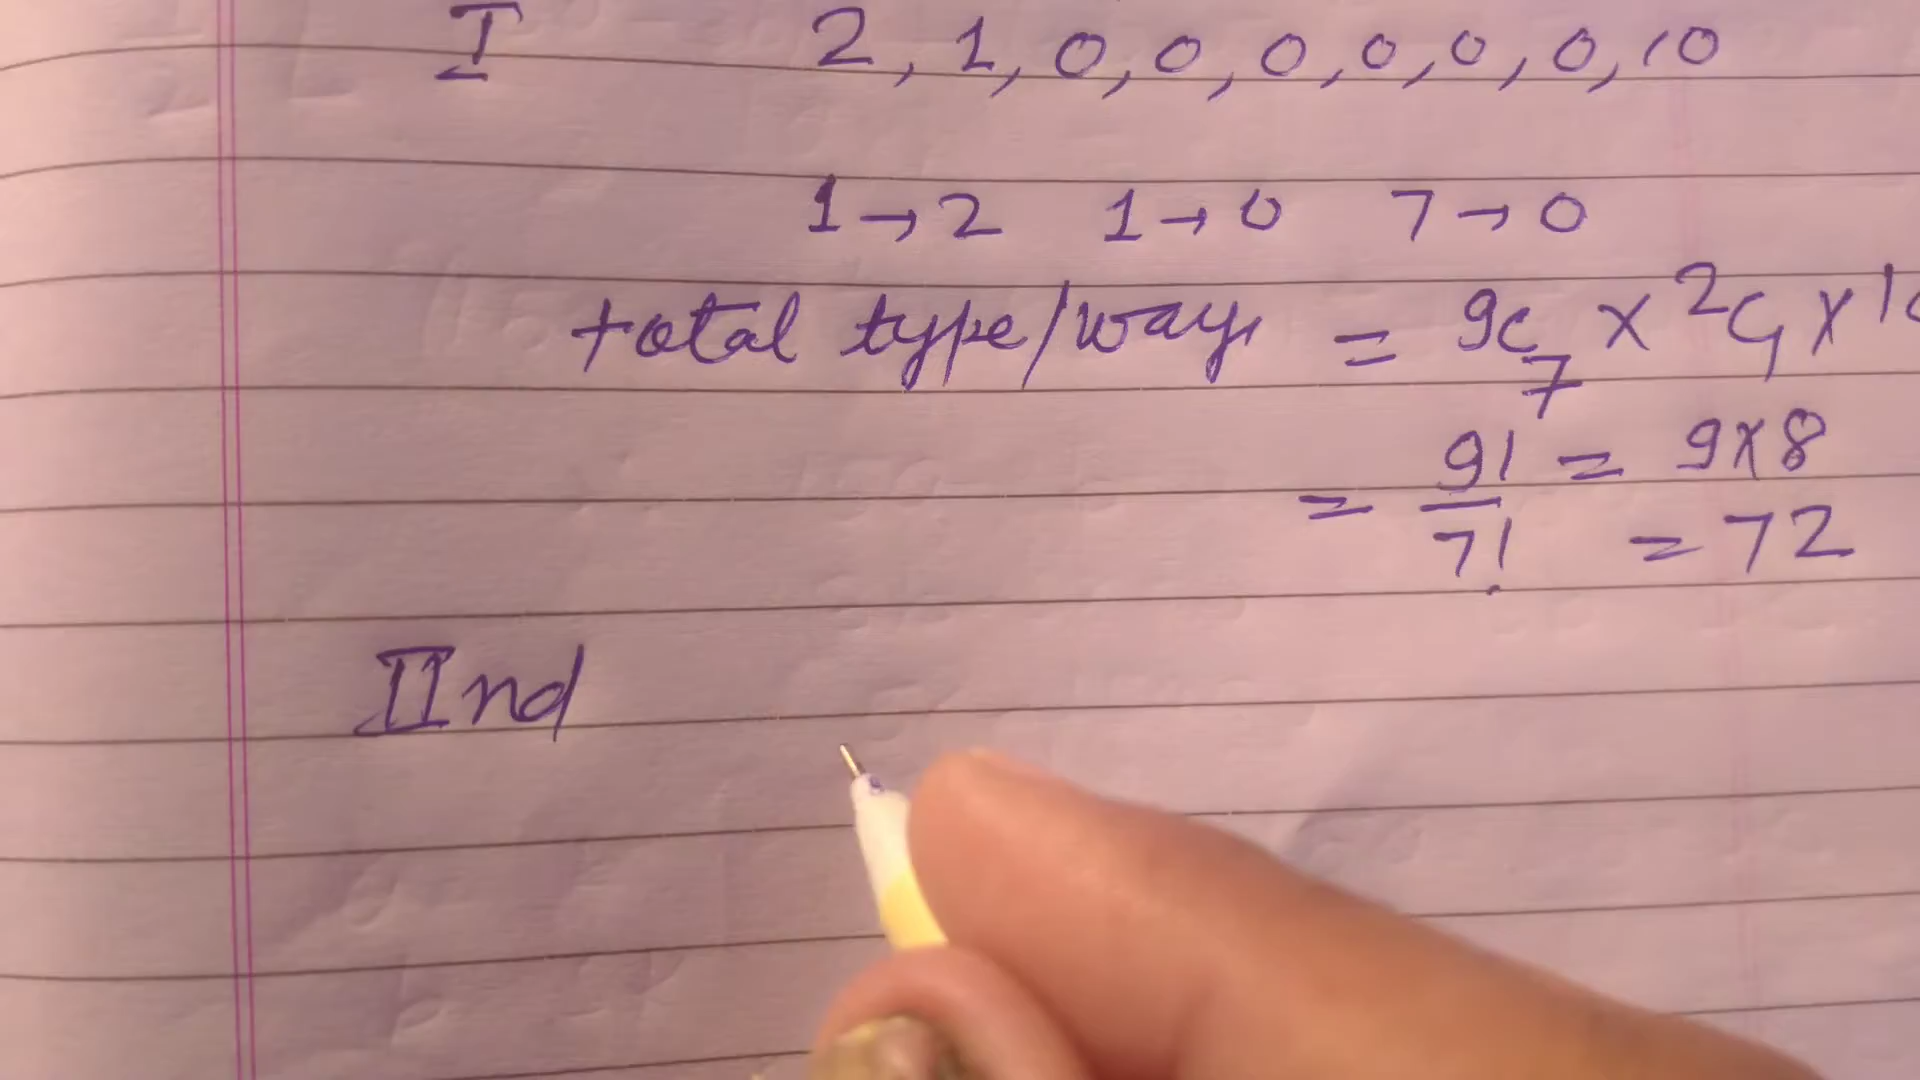 I 2, 1, 0, 0, 0, 0, 0, 0, 10
1→2 1→0 7→0
total type/ways = 9C7 × 2C1 × 1C
= 9!/7! = 9×8
= 72
IInd